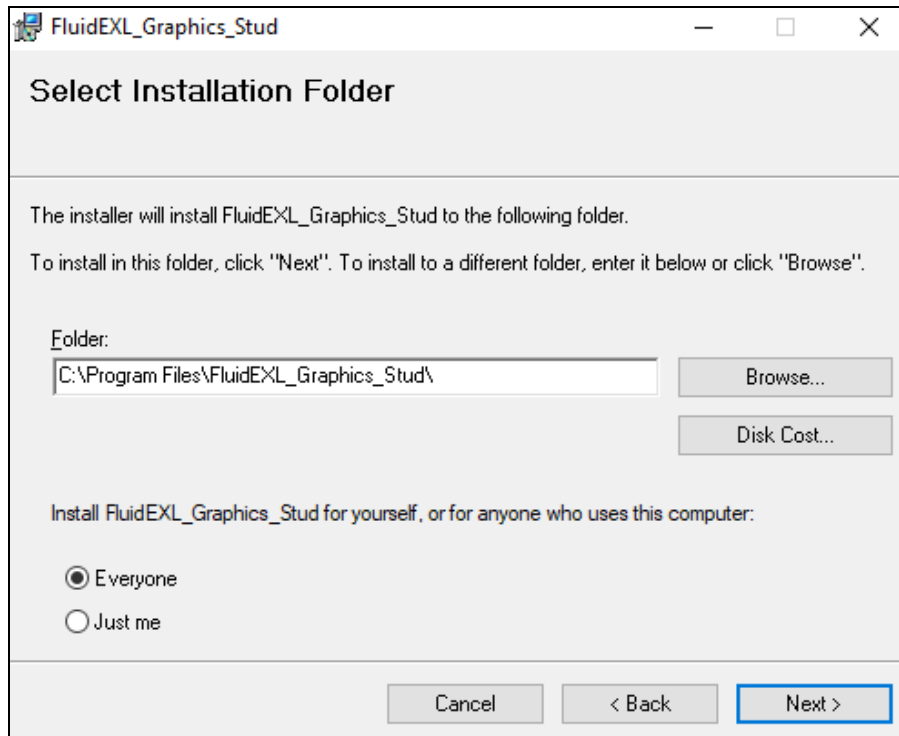 FluidEXL_Graphics_Stud
Select Installation Folder
The installer will install FluidEXL_Graphics_Stud to the following folder.
To install in this folder, click "Next". To install to a different folder, enter it below or click "Browse".
Folder:
C:\Program Files\FluidEXL_Graphics_Stud\
Browse...
Disk Cost...
Install FluidEXL_Graphics_Stud for yourself, or for anyone who uses this computer:
Everyone
Just me
Cancel
< Back
Next >